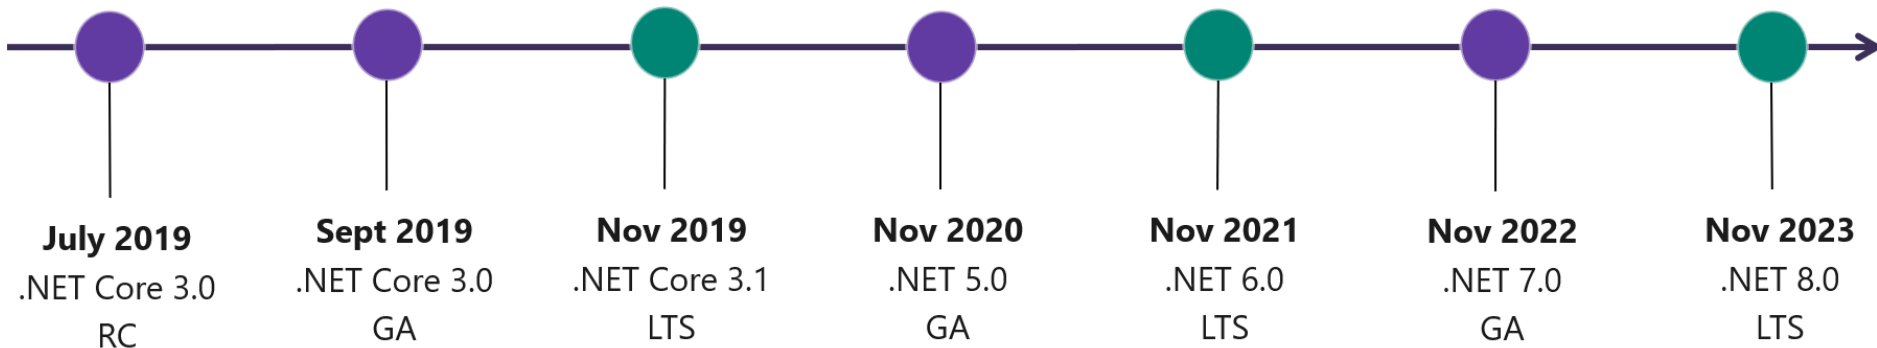 July 2019
.NET Core 3.0
RC
Sept 2019
.NET Core 3.0
GA
Nov 2019
.NET Core 3.1
LTS
Nov 2020
.NET 5.0
GA
Nov 2021
.NET 6.0
LTS
Nov 2022
.NET 7.0
GA
Nov 2023
.NET 8.0
LTS